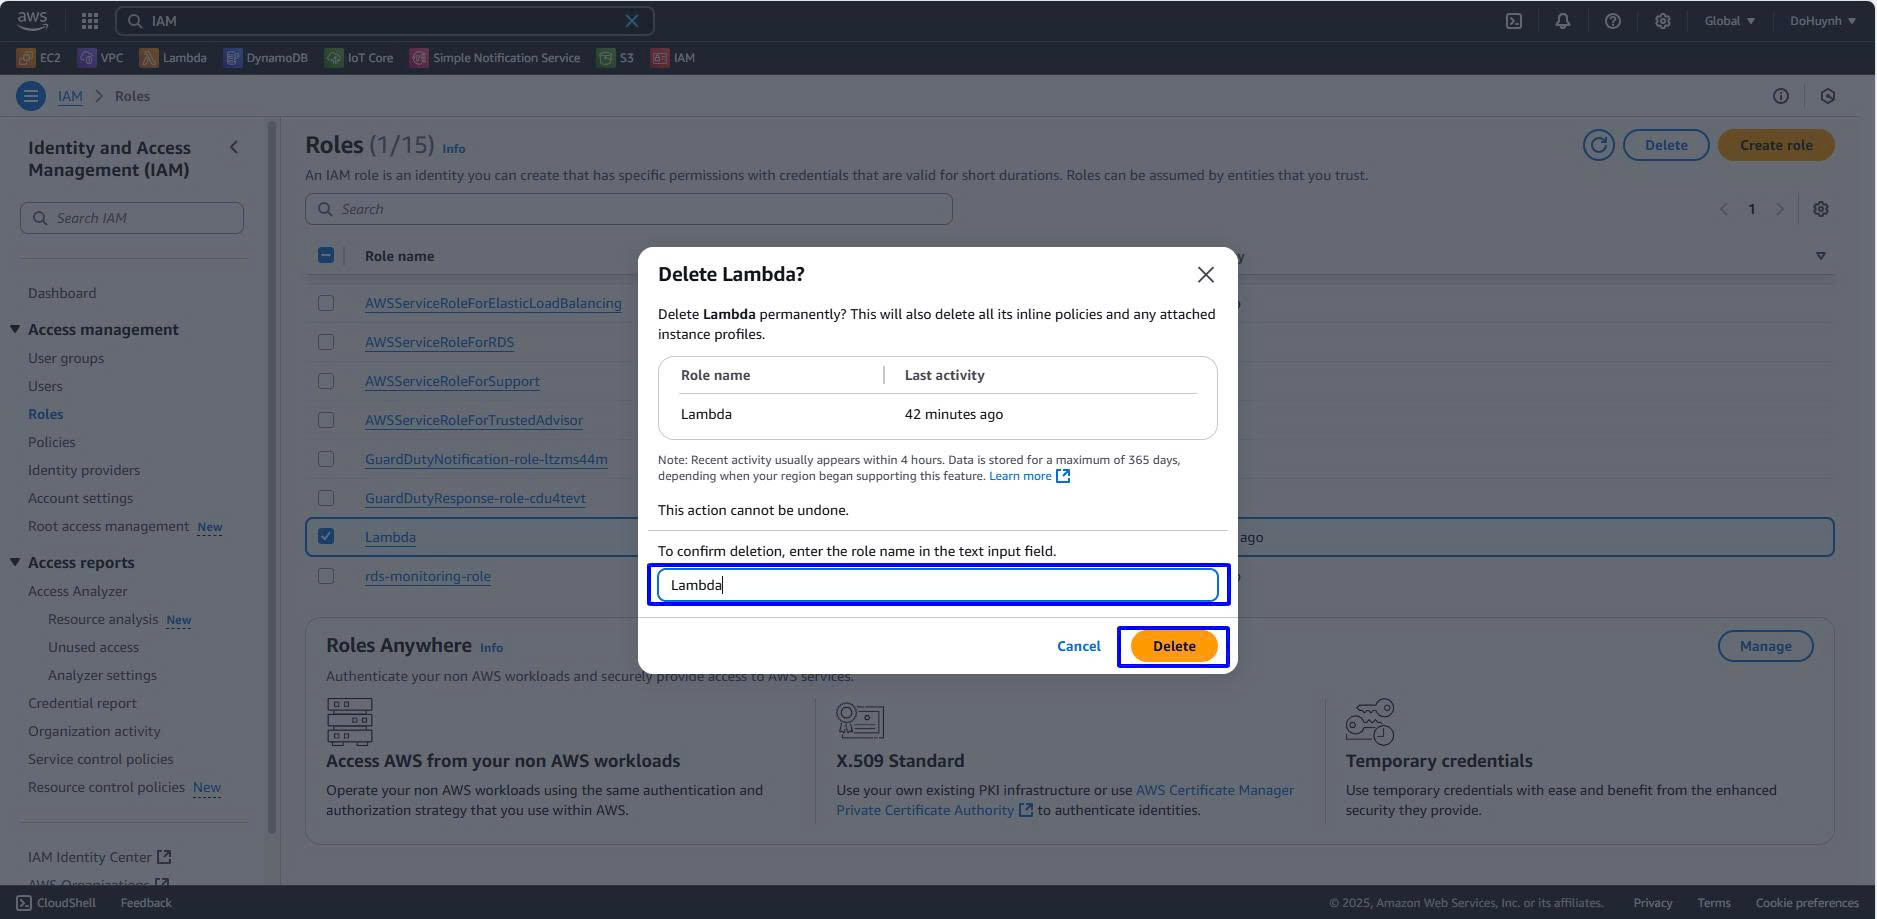 aws
IAM
Global
DoHuynh
EC2
VPC
Lambda
DynamoDB
IoT Core
Simple Notification Service
S3
IAM
IAM > Roles
Identity and Access
Management (IAM)
Search IAM
Dashboard
Access management
User groups
Users
Roles
Policies
Identity providers
Account settings
Root access management New
Access reports
Access Analyzer
Resource analysis New
Unused access
Analyzer settings
Credential report
Organization activity
Service control policies
Resource control policies New
IAM Identity Center
AWS Organizations
Roles (1/15) Info
Delete
Create role
An IAM role is an identity you can create that has specific permissions with credentials that are valid for short durations. Roles can be assumed by entities that you trust.
Search
1
Role name
AWSServiceRoleForElasticLoadBalancing
AWSServiceRoleForRDS
AWSServiceRoleForSupport
AWSServiceRoleForTrustedAdvisor
GuardDutyNotification-role-ltzms44m
GuardDutyResponse-role-cdu4tevt
Lambda
ago
rds-monitoring-role
Delete Lambda?
Delete Lambda permanently? This will also delete all its inline policies and any attached
instance profiles.
Role name
Last activity
Lambda
42 minutes ago
Note: Recent activity usually appears within 4 hours. Data is stored for a maximum of 365 days,
depending when your region began supporting this feature. Learn more
This action cannot be undone.
To confirm deletion, enter the role name in the text input field.
Lambda
Cancel
Delete
Roles Anywhere Info
Manage
Authenticate your non AWS workloads and securely provide access to AWS services.
Access AWS from your non AWS workloads
Operate your non AWS workloads using the same authentication and
authorization strategy that you use within AWS.
X.509 Standard
Use your own existing PKI infrastructure or use AWS Certificate Manager
Private Certificate Authority to authenticate identities.
Temporary credentials
Use temporary credentials with ease and benefit from the enhanced
security they provide.
CloudShell
Feedback
© 2025, Amazon Web Services, Inc. or its affiliates.
Privacy
Terms
Cookie preferences